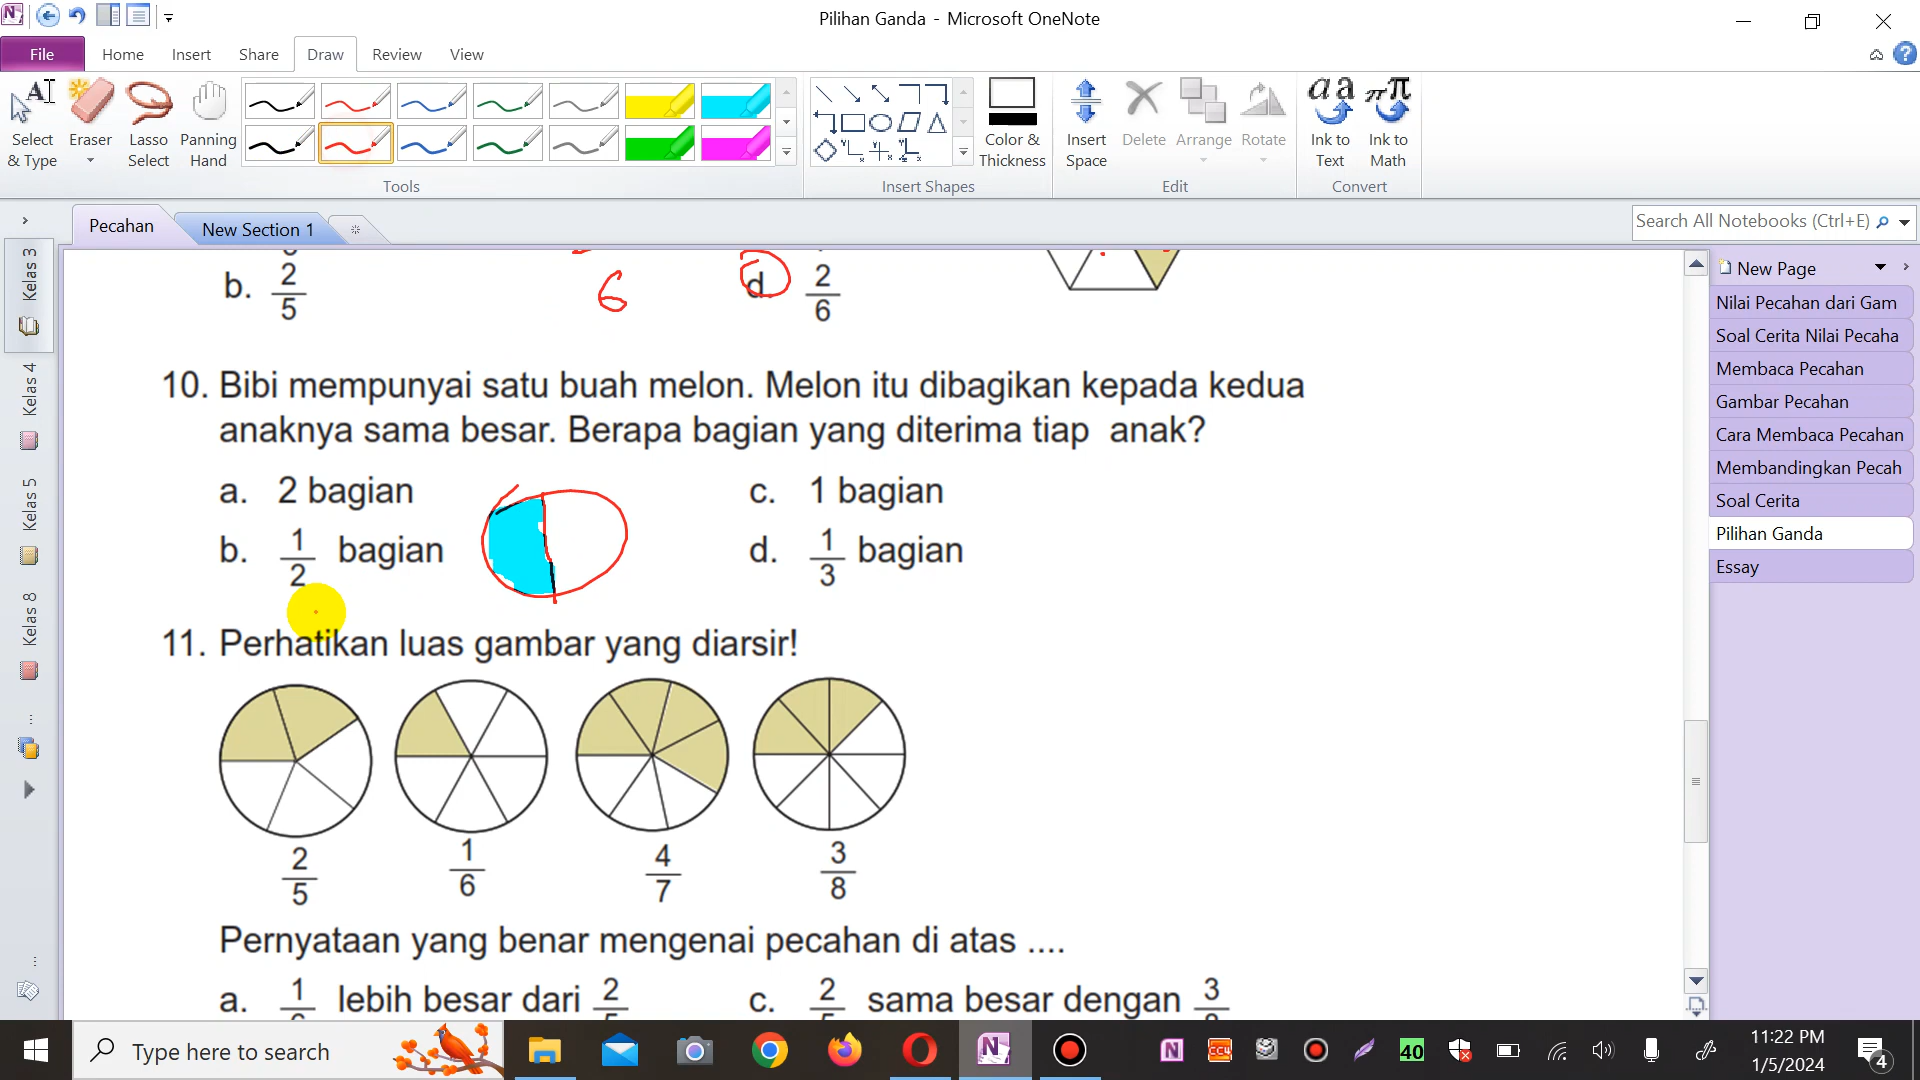 Pilihan Ganda - Microsoft OneNote
File Home Insert Share Draw Review View
Select & Type
Eraser
Lasso Select
Panning Hand
Color & Thickness
Insert Space
Delete
Arrange
Rotate
Ink to Text
Ink to Math
Tools
Insert Shapes
Edit
Convert
Pecahan
New Section 1
Search All Notebooks (Ctrl+E)
Kelas 3
Kelas 4
Kelas 5
Kelas 8
b. 2/5
6
d. 2/6
10. Bibi mempunyai satu buah melon. Melon itu dibagikan kepada kedua
anaknya sama besar. Berapa bagian yang diterima tiap anak?
a. 2 bagian
c. 1 bagian
b. 1/2 bagian
d. 1/3 bagian
11. Perhatikan luas gambar yang diarsir!
2/5 1/6 4/7 3/8
Pernyataan yang benar mengenai pecahan di atas ....
a. 1/6 lebih besar dari 2/5
c. 2/5 sama besar dengan 3/8
New Page
Nilai Pecahan dari Gam
Soal Cerita Nilai Pecaha
Membaca Pecahan
Gambar Pecahan
Cara Membaca Pecahan
Membandingkan Pecah
Soal Cerita
Pilihan Ganda
Essay
Type here to search
CC4
40
11:22 PM
1/5/2024
4